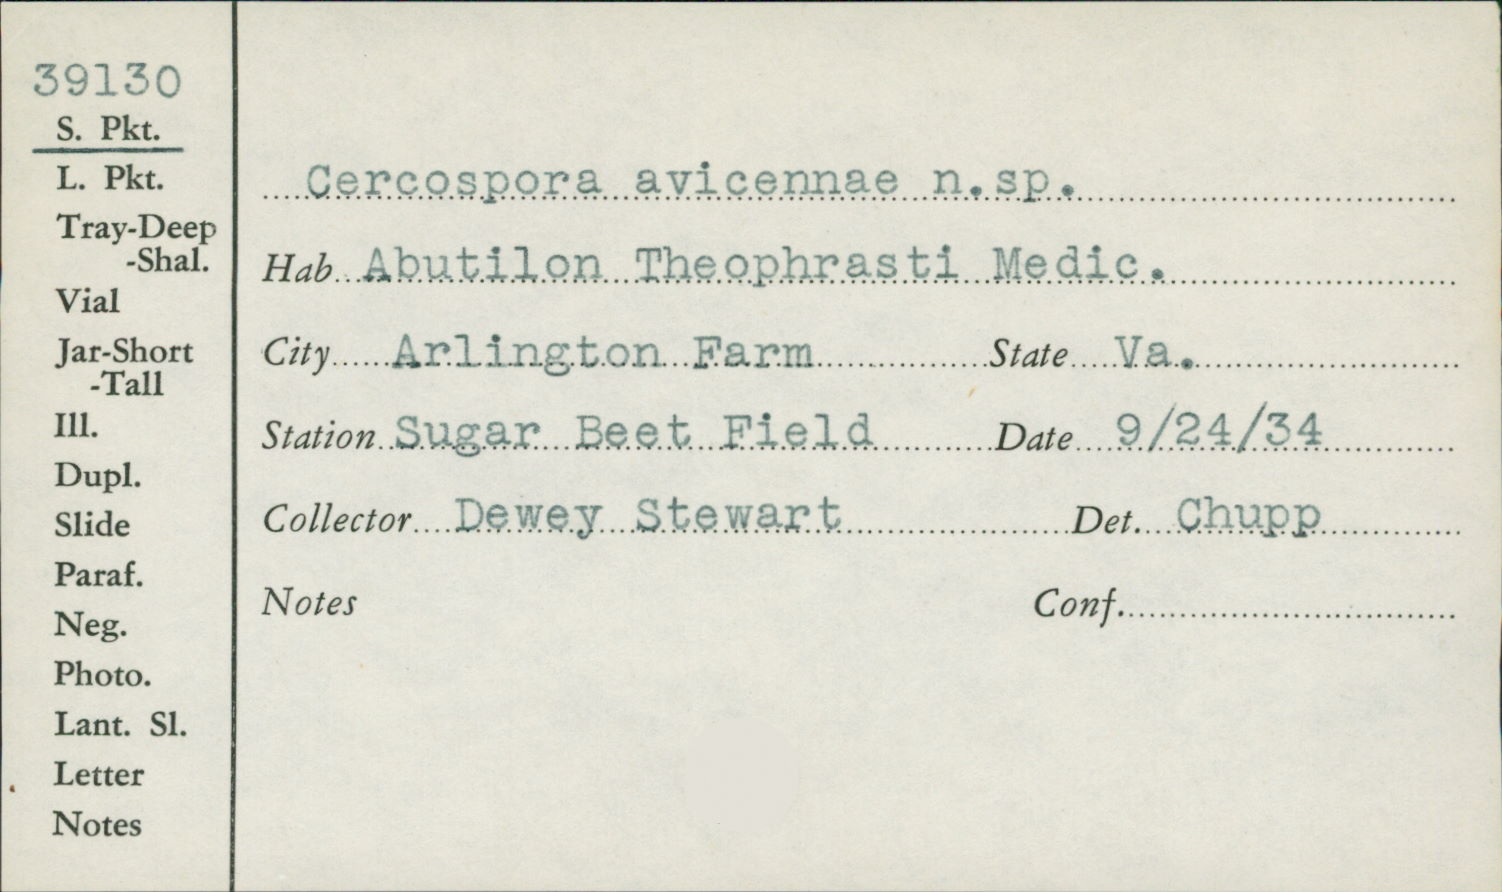 39130
S. Pkt.
L. Pkt.
Tray-Deep
-Shal.
Vial
Jar-Short
-Tall
Ill.
Dupl.
Slide
Paraf.
Neg.
Photo.
Lant. Sl.
Letter
Notes
Cercospora avicennae n.sp.
Hab. Abutilon Theophrasti Medic.
City Arlington Farm State Va.
Station Sugar Beet Field Date 9/24/34
Collector Dewey Stewart Det. Chupp
Notes Conf.